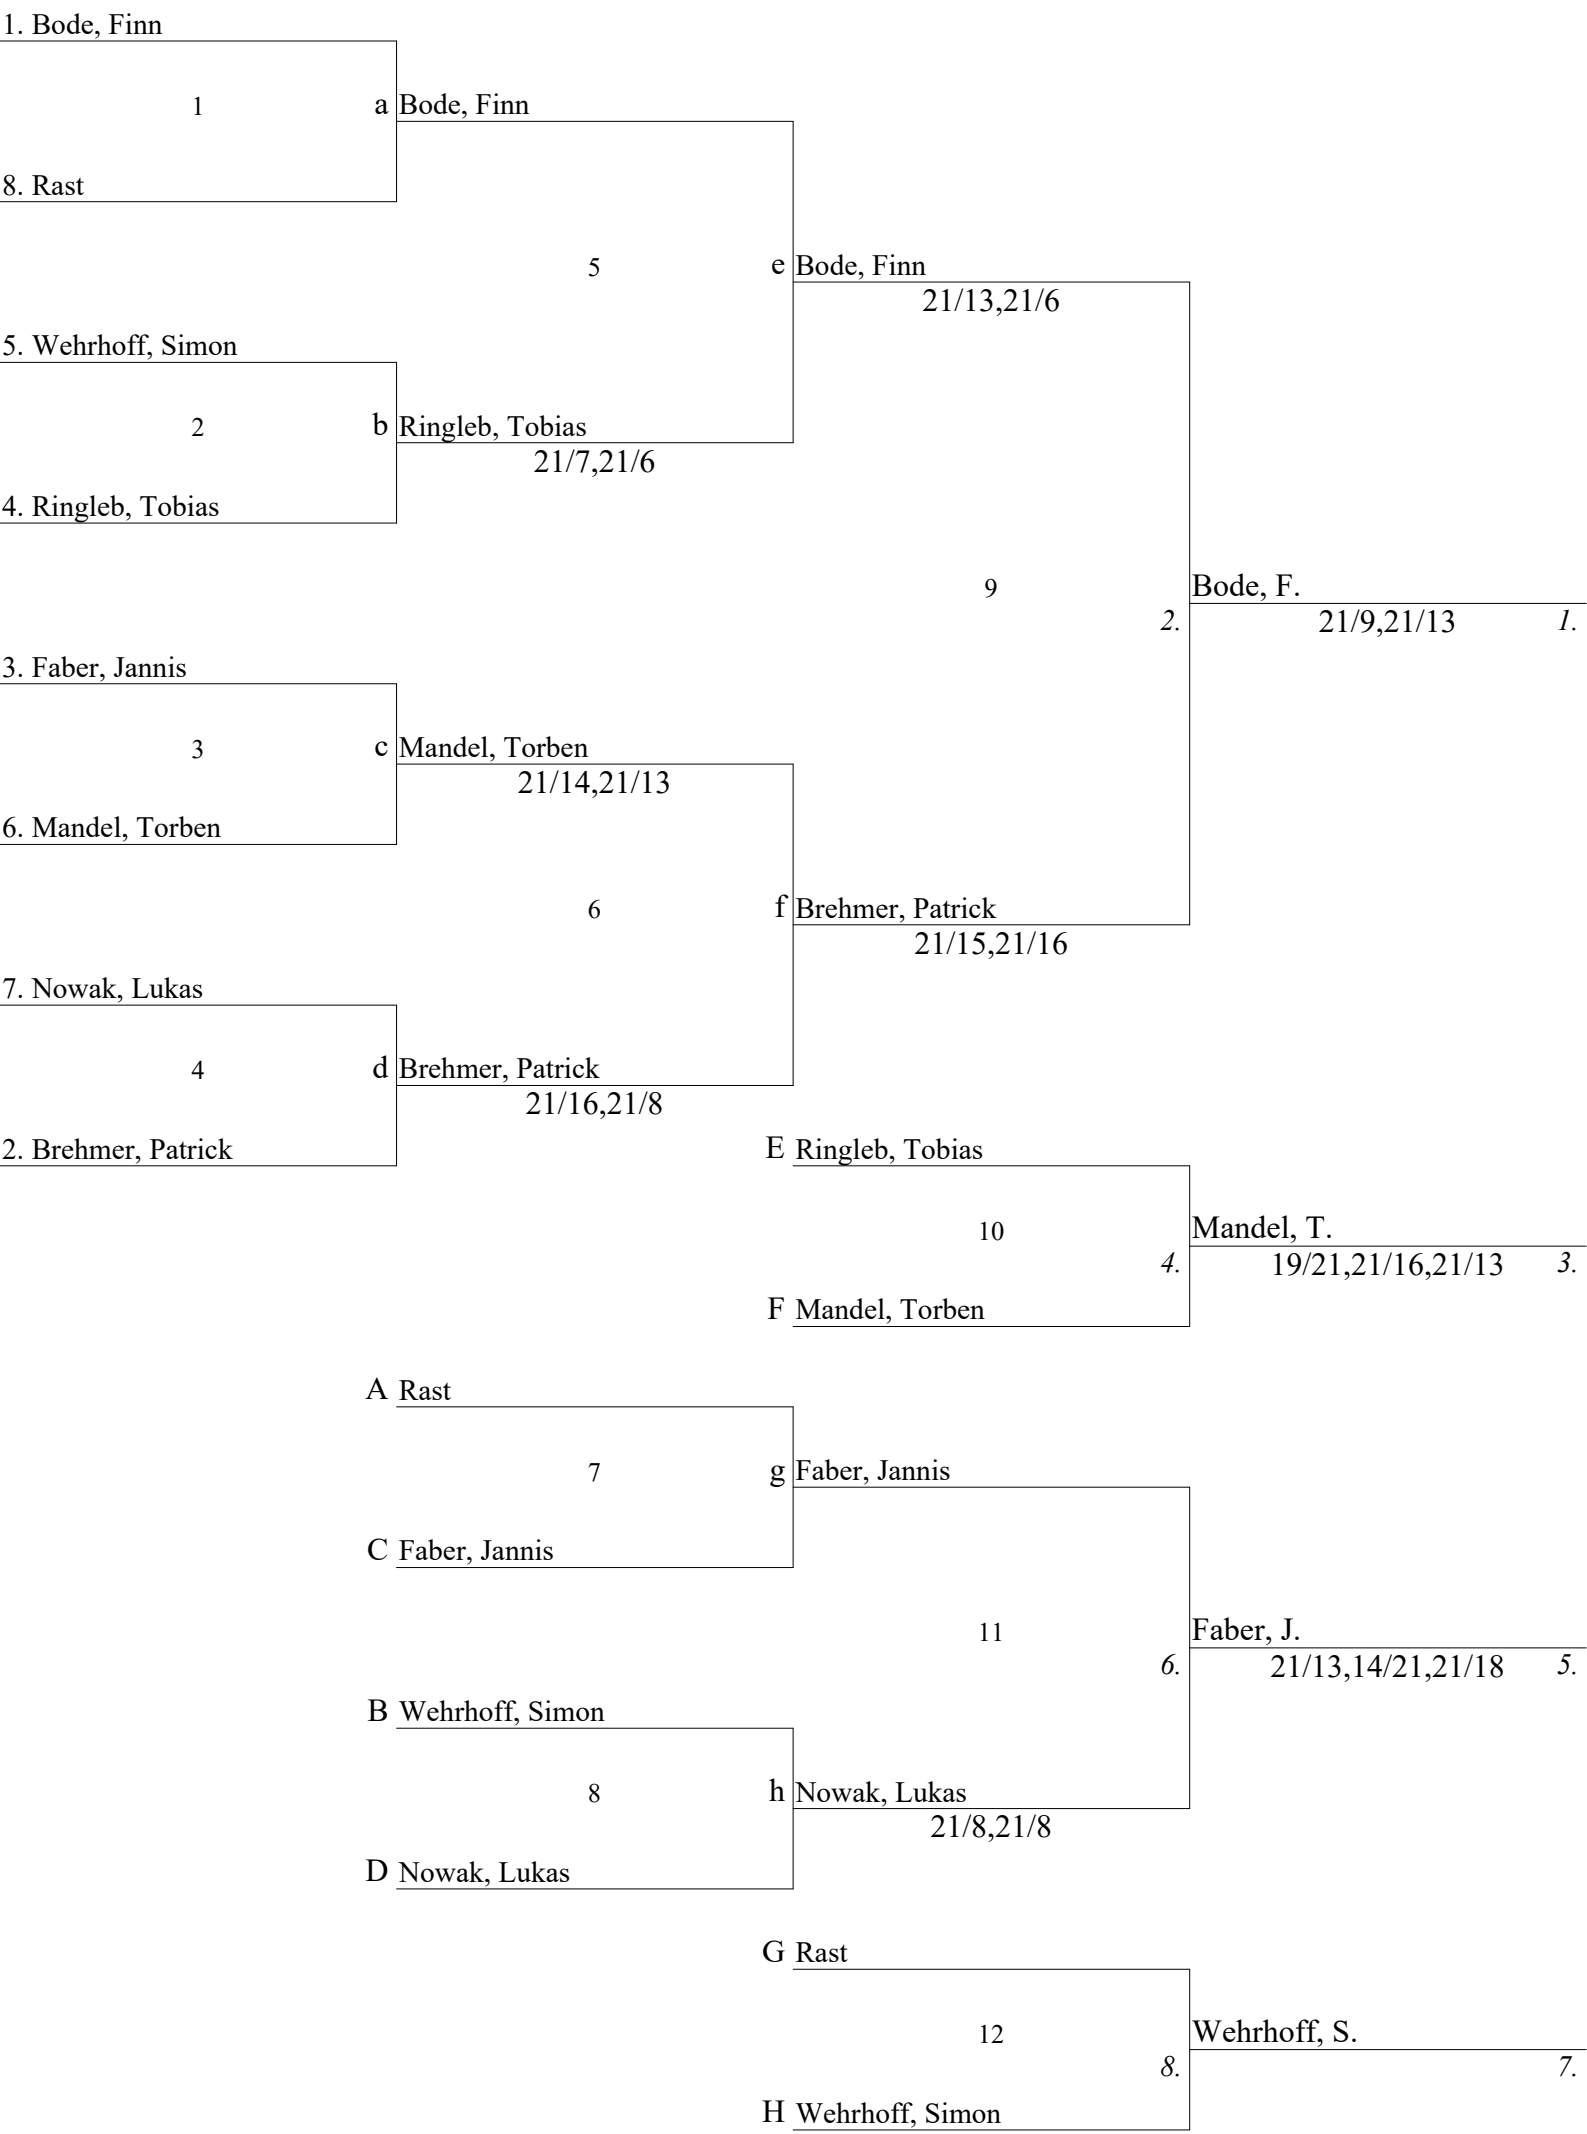 1. Bode, Finn
1
a Bode, Finn
8. Rast
5
e Bode, Finn
21/13,21/6
5. Wehrhoff, Simon
2
b Ringleb, Tobias
21/7,21/6
4. Ringleb, Tobias
9
2.
Bode, F.
21/9,21/13
1.
3. Faber, Jannis
3
c Mandel, Torben
21/14,21/13
6. Mandel, Torben
6
f Brehmer, Patrick
21/15,21/16
7. Nowak, Lukas
4
d Brehmer, Patrick
21/16,21/8
2. Brehmer, Patrick
E Ringleb, Tobias
10
4.
Mandel, T.
19/21,21/16,21/13
3.
F Mandel, Torben
A Rast
7
g Faber, Jannis
C Faber, Jannis
11
6.
Faber, J.
21/13,14/21,21/18
5.
B Wehrhoff, Simon
8
h Nowak, Lukas
21/8,21/8
D Nowak, Lukas
G Rast
12
8.
Wehrhoff, S.
7.
H Wehrhoff, Simon